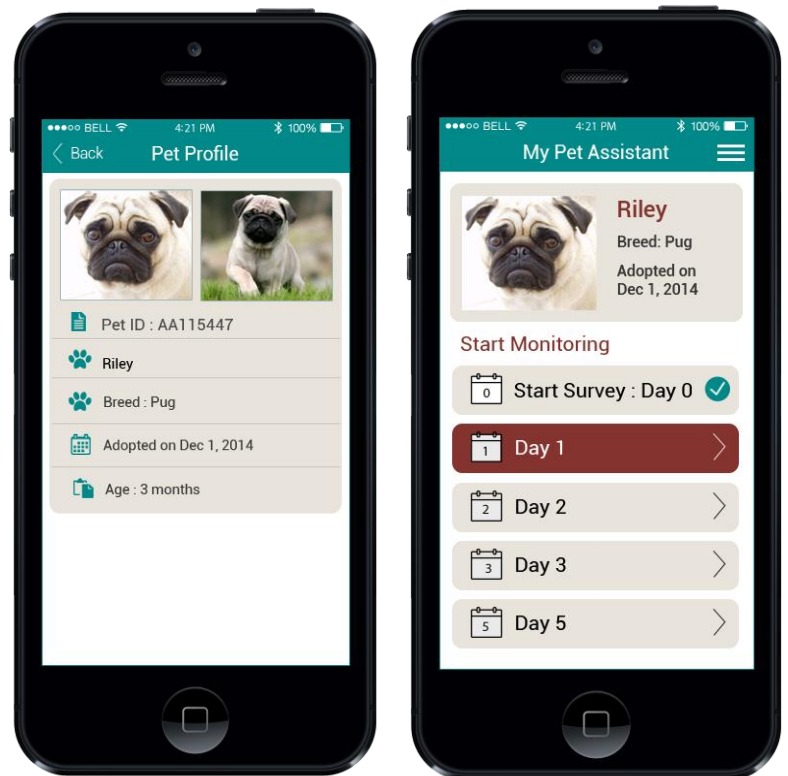 BELL 4:21 PM 100%
Back Pet Profile
Pet ID : AA115447
Riley
Breed : Pug
Adopted on Dec 1, 2014
Age : 3 months
BELL 4:21 PM 100%
My Pet Assistant
Riley
Breed: Pug
Adopted on
Dec 1, 2014
Start Monitoring
0 Start Survey : Day 0
1 Day 1
2 Day 2
3 Day 3
5 Day 5